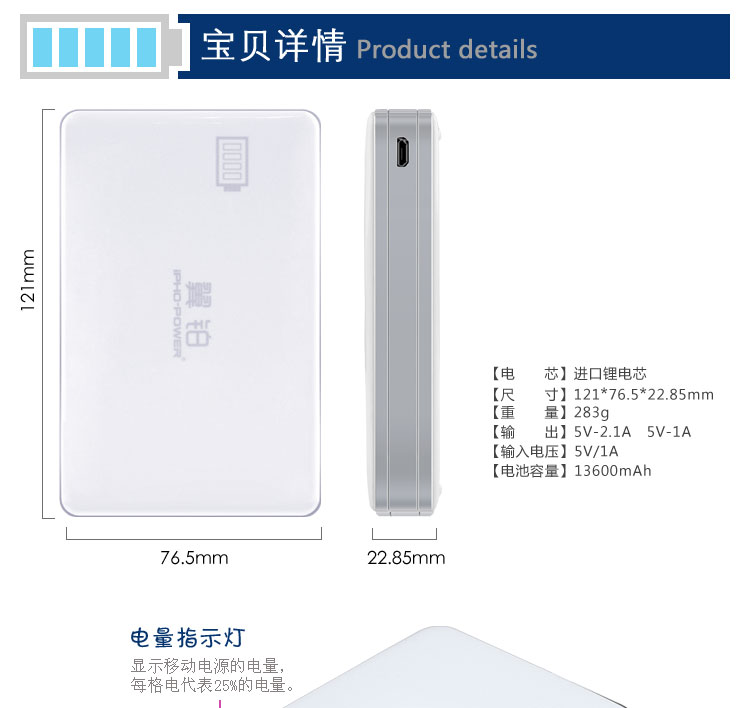 宝贝详情 Product details
121mm
iPHO-POWER
76.5mm
22.85mm
【电 芯】进口锂电芯
【尺 寸】121*76.5*22.85mm
【重 量】283g
【输 出】5V-2.1A 5V-1A
【输入电压】5V/1A
【电池容量】13600mAh
电量指示灯
显示移动电源的电量，
每格电代表25%的电量。